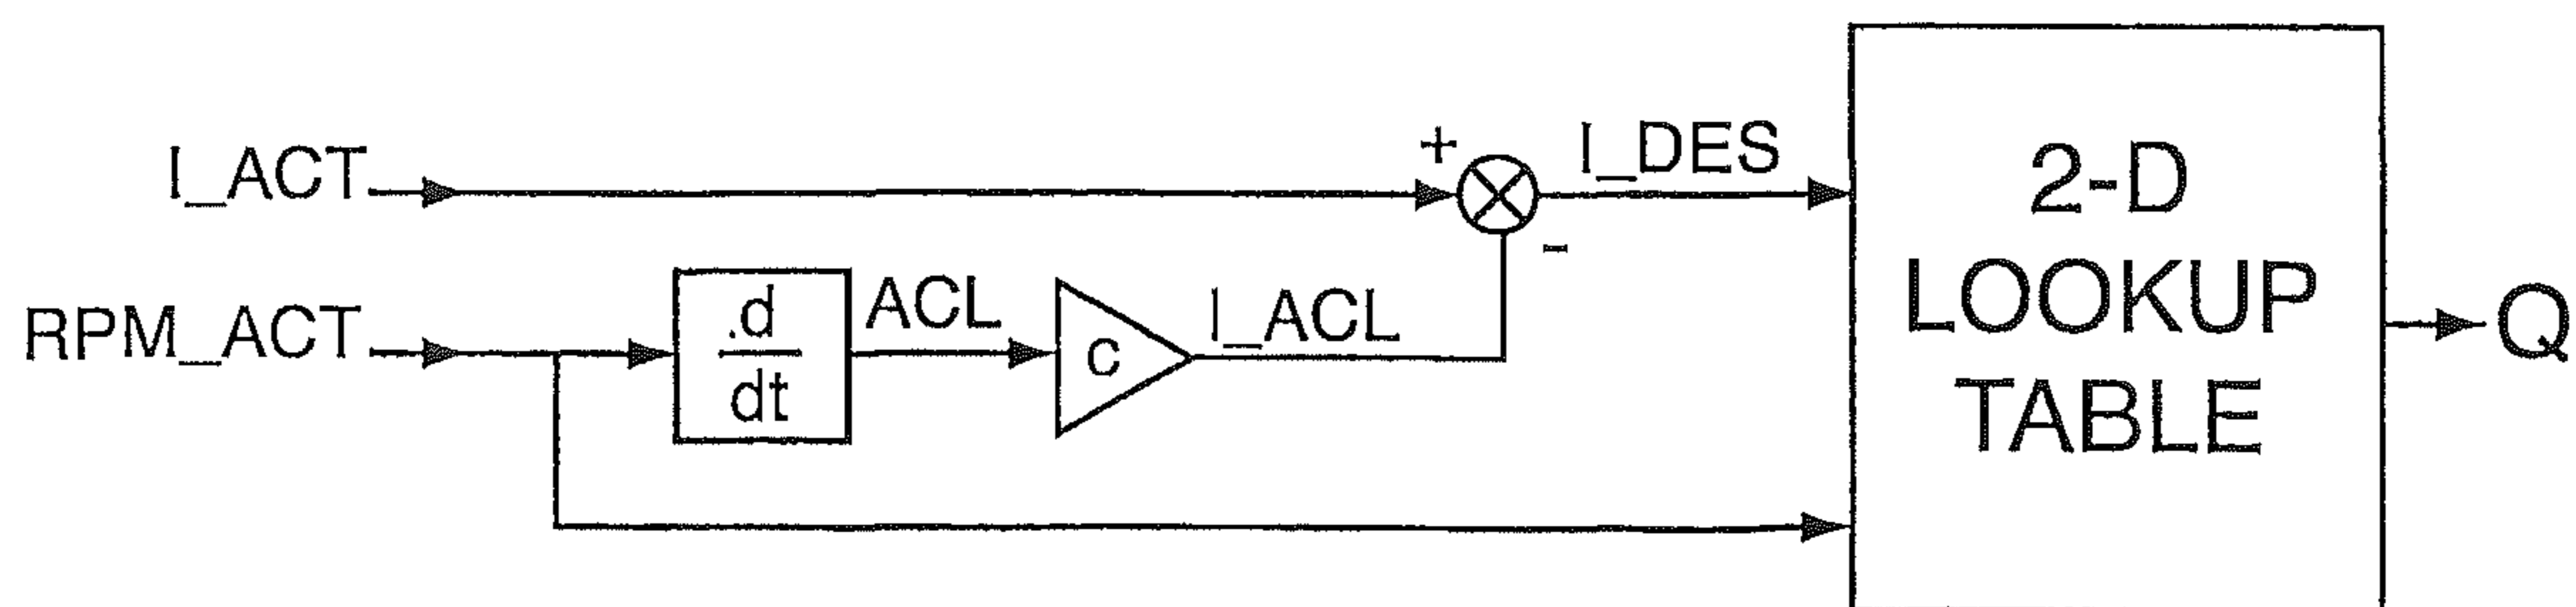 I_ACT
+
I_DES
-
RPM_ACT
.d
dt
ACL
c
I_ACL
2-D
LOOKUP
TABLE
Q